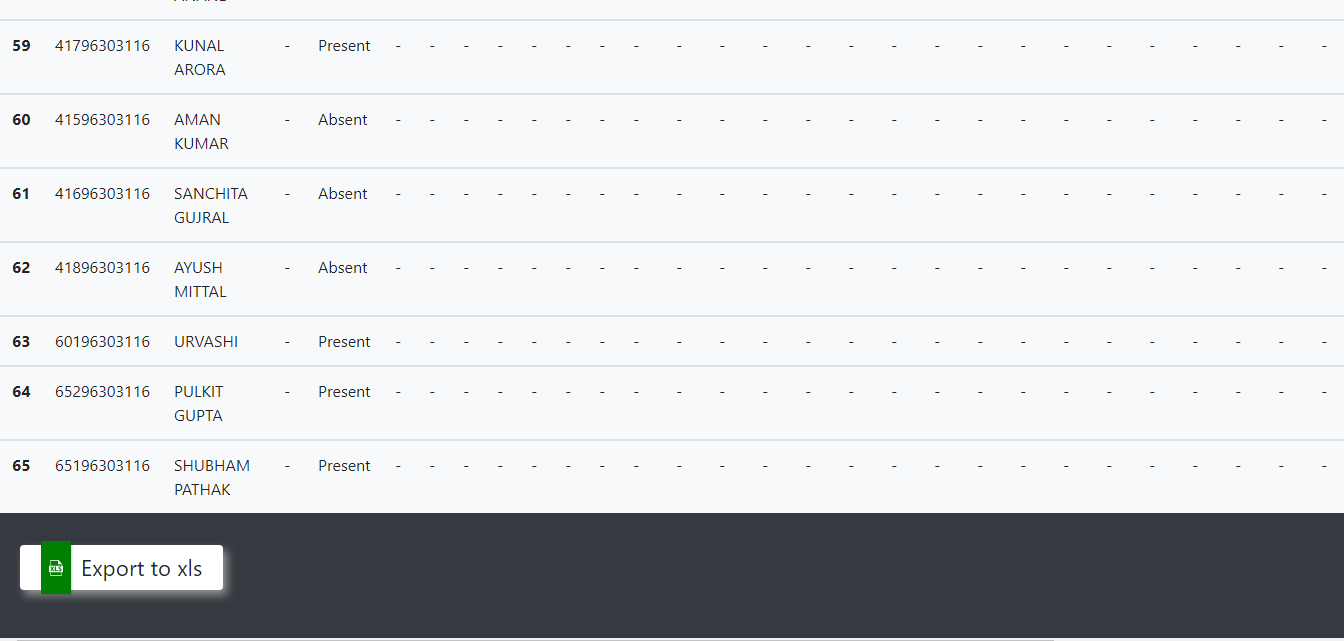 59 41796303116 KUNAL - Present - - - - - - - - - - - - - - - - - - - - - - - -
ARORA
60 41596303116 AMAN - Absent - - - - - - - - - - - - - - - - - - - - - - - -
KUMAR
61 41696303116 SANCHITA - Absent - - - - - - - - - - - - - - - - - - - - - - - -
GUJRAL
62 41896303116 AYUSH - Absent - - - - - - - - - - - - - - - - - - - - - - - -
MITTAL
63 60196303116 URVASHI - Present - - - - - - - - - - - - - - - - - - - - - - - -
64 65296303116 PULKIT - Present - - - - - - - - - - - - - - - - - - - - - - - -
GUPTA
65 65196303116 SHUBHAM - Present - - - - - - - - - - - - - - - - - - - - - - - -
PATHAK
XLS Export to xls